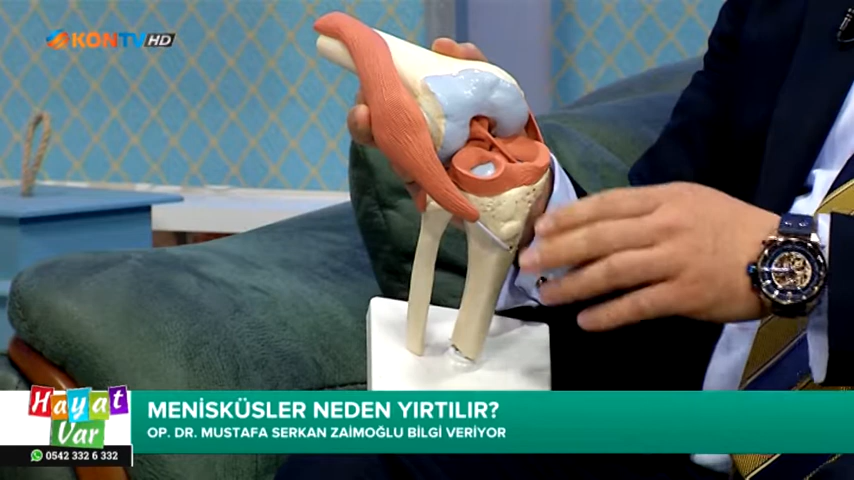 KONTV HD
MENİSKÜSLER NEDEN YIRTILIR?
OP. DR. MUSTAFA SERKAN ZAİMOĞLU BİLGİ VERİYOR
Hayat
Var
0542 332 6 332